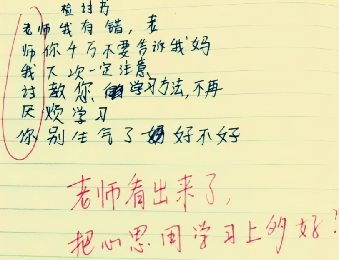 检讨书
老师我有错,老
师你千万不要告诉我妈
我下次一定注意
讨教您学习方法,不再
厌烦学习
你别生气了好不好
老师看出来了,
把心思用学习上多好?